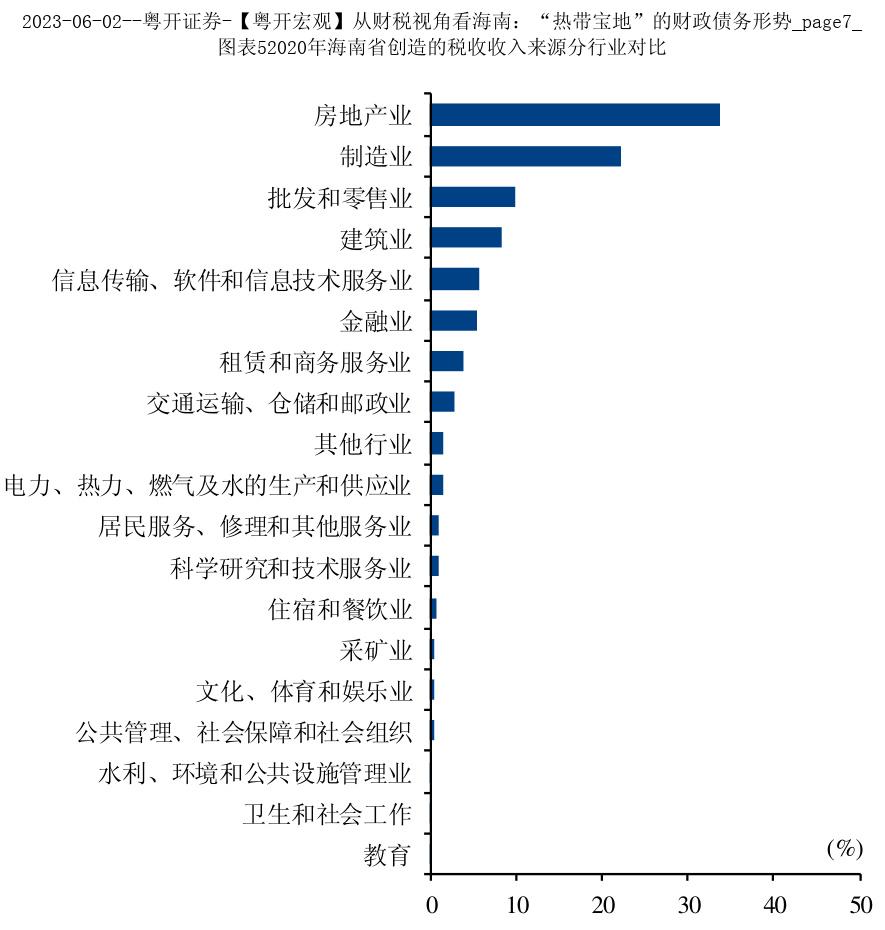 2023-06-02--粤开证券-【粤开宏观】从财税视角看海南：“热带宝地”的财政债务形势_page7_
图表52020年海南省创造的税收收入来源分行业对比
房地产业
制造业
批发和零售业
建筑业
信息传输、软件和信息技术服务业
金融业
租赁和商务服务业
交通运输、仓储和邮政业
其他行业
电力、热力、燃气及水的生产和供应业
居民服务、修理和其他服务业
科学研究和技术服务业
住宿和餐饮业
采矿业
文化、体育和娱乐业
公共管理、社会保障和社会组织
水利、环境和公共设施管理业
卫生和社会工作
教育
(%)
0 10 20 30 40 50